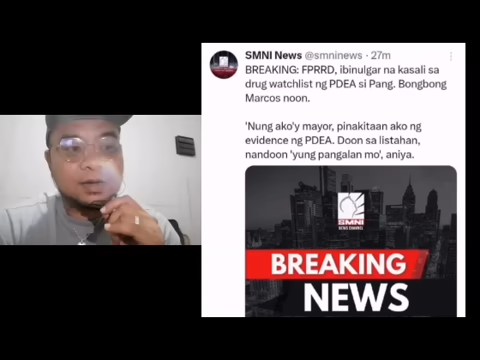 SMNI News @smninews · 27m
BREAKING: FPRRD, ibinulgar na kasali sa
drug watchlist ng PDEA si Pang. Bongbong
Marcos noon.
'Nung ako'y mayor, pinakitaan ako ng
evidence ng PDEA. Doon sa listahan,
nandoon 'yung pangalan mo', aniya.
SMNI
NEWS CHANNEL
BREAKING
NEWS